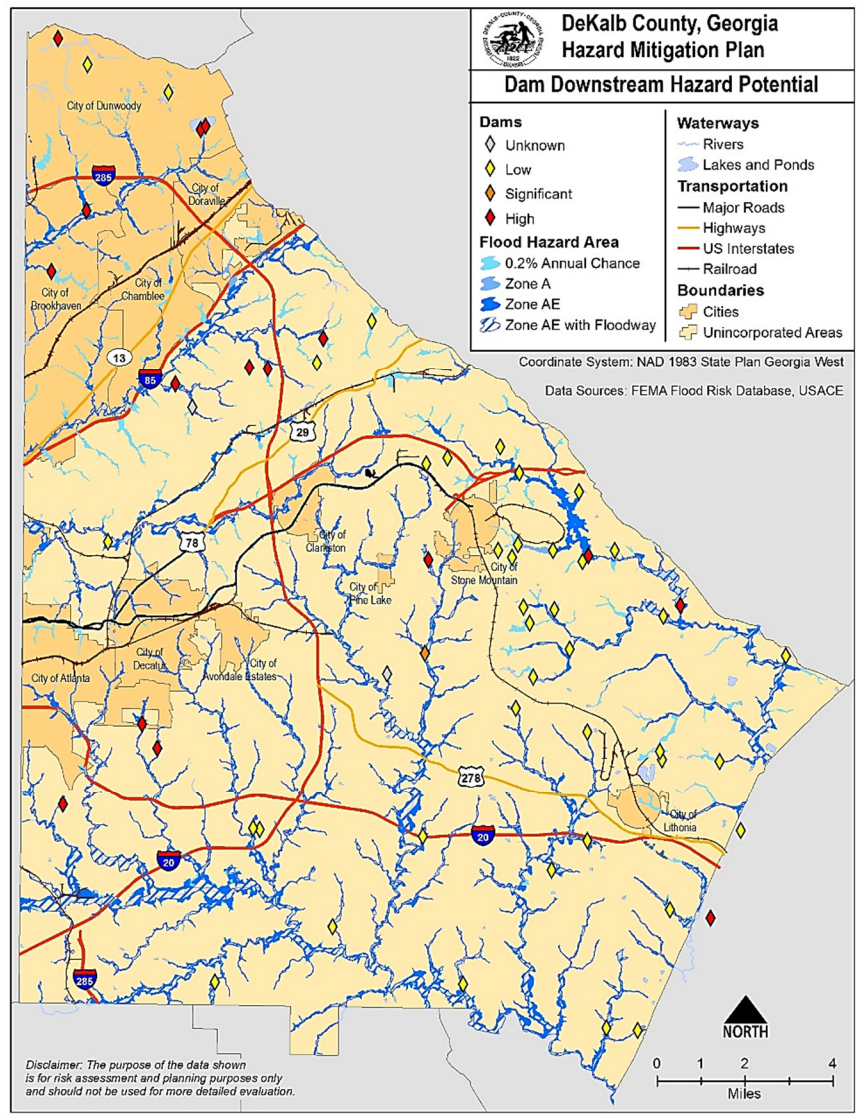 DEKALB·COUNTY·GEORGIA
1822
DeKalb County, Georgia
Hazard Mitigation Plan
Dam Downstream Hazard Potential
Dams
Unknown
Low
Significant
High
Flood Hazard Area
0.2% Annual Chance
Zone A
Zone AE
Zone AE with Floodway
Waterways
Rivers
Lakes and Ponds
Transportation
Major Roads
Highways
US Interstates
Railroad
Boundaries
Cities
Unincorporated Areas
Coordinate System: NAD 1983 State Plan Georgia West
Data Sources: FEMA Flood Risk Database, USACE
City of Dunwoody
285
City of
Doraville
City of
Brookhaven
City of
Chamblee
13
85
29
78
City of
Clarkston
City of
Stone Mountain
City of
Pine Lake
City of
Decatur
City of
Avondale Estates
City of Atlanta
278
City of
Lithonia
20
20
285
NORTH
0 1 2 4
Miles
Disclaimer: The purpose of the data shown
is for risk assessment and planning purposes only
and should not be used for more detailed evaluation.